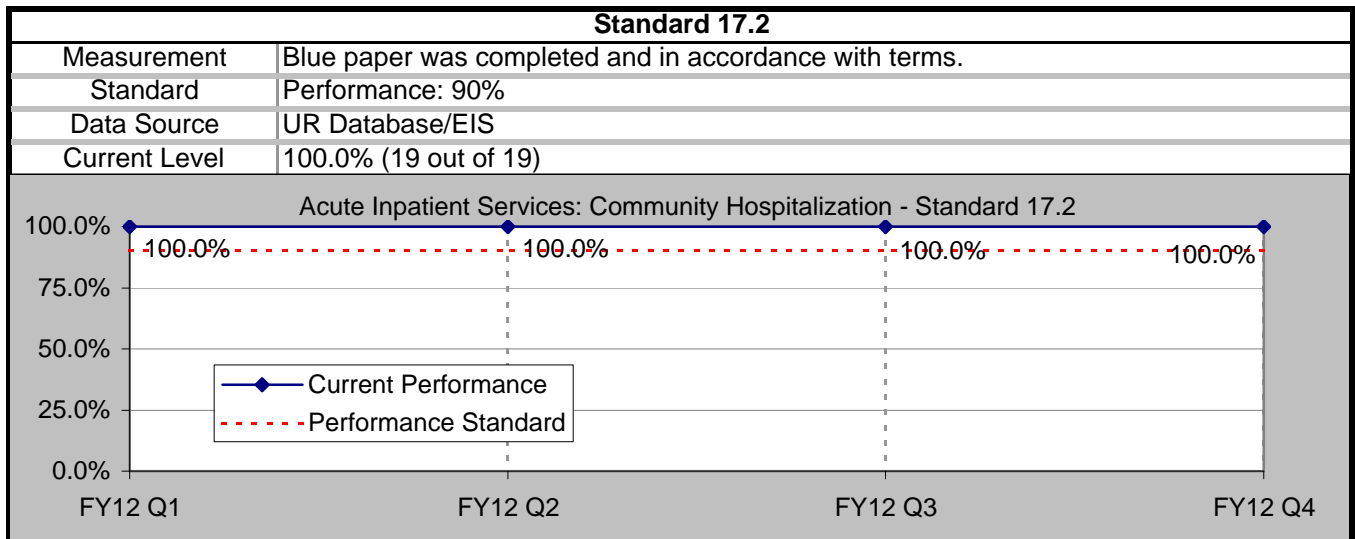 Standard 17.2
Measurement Blue paper was completed and in accordance with terms.
Standard Performance: 90%
Data Source UR Database/EIS
Current Level 100.0% (19 out of 19)
Acute Inpatient Services: Community Hospitalization - Standard 17.2
100.0%
100.0% 100.0% 100.0% 100.0%
75.0%
50.0%
Current Performance
25.0%
Performance Standard
0.0%
FY12 Q1 FY12 Q2 FY12 Q3 FY12 Q4